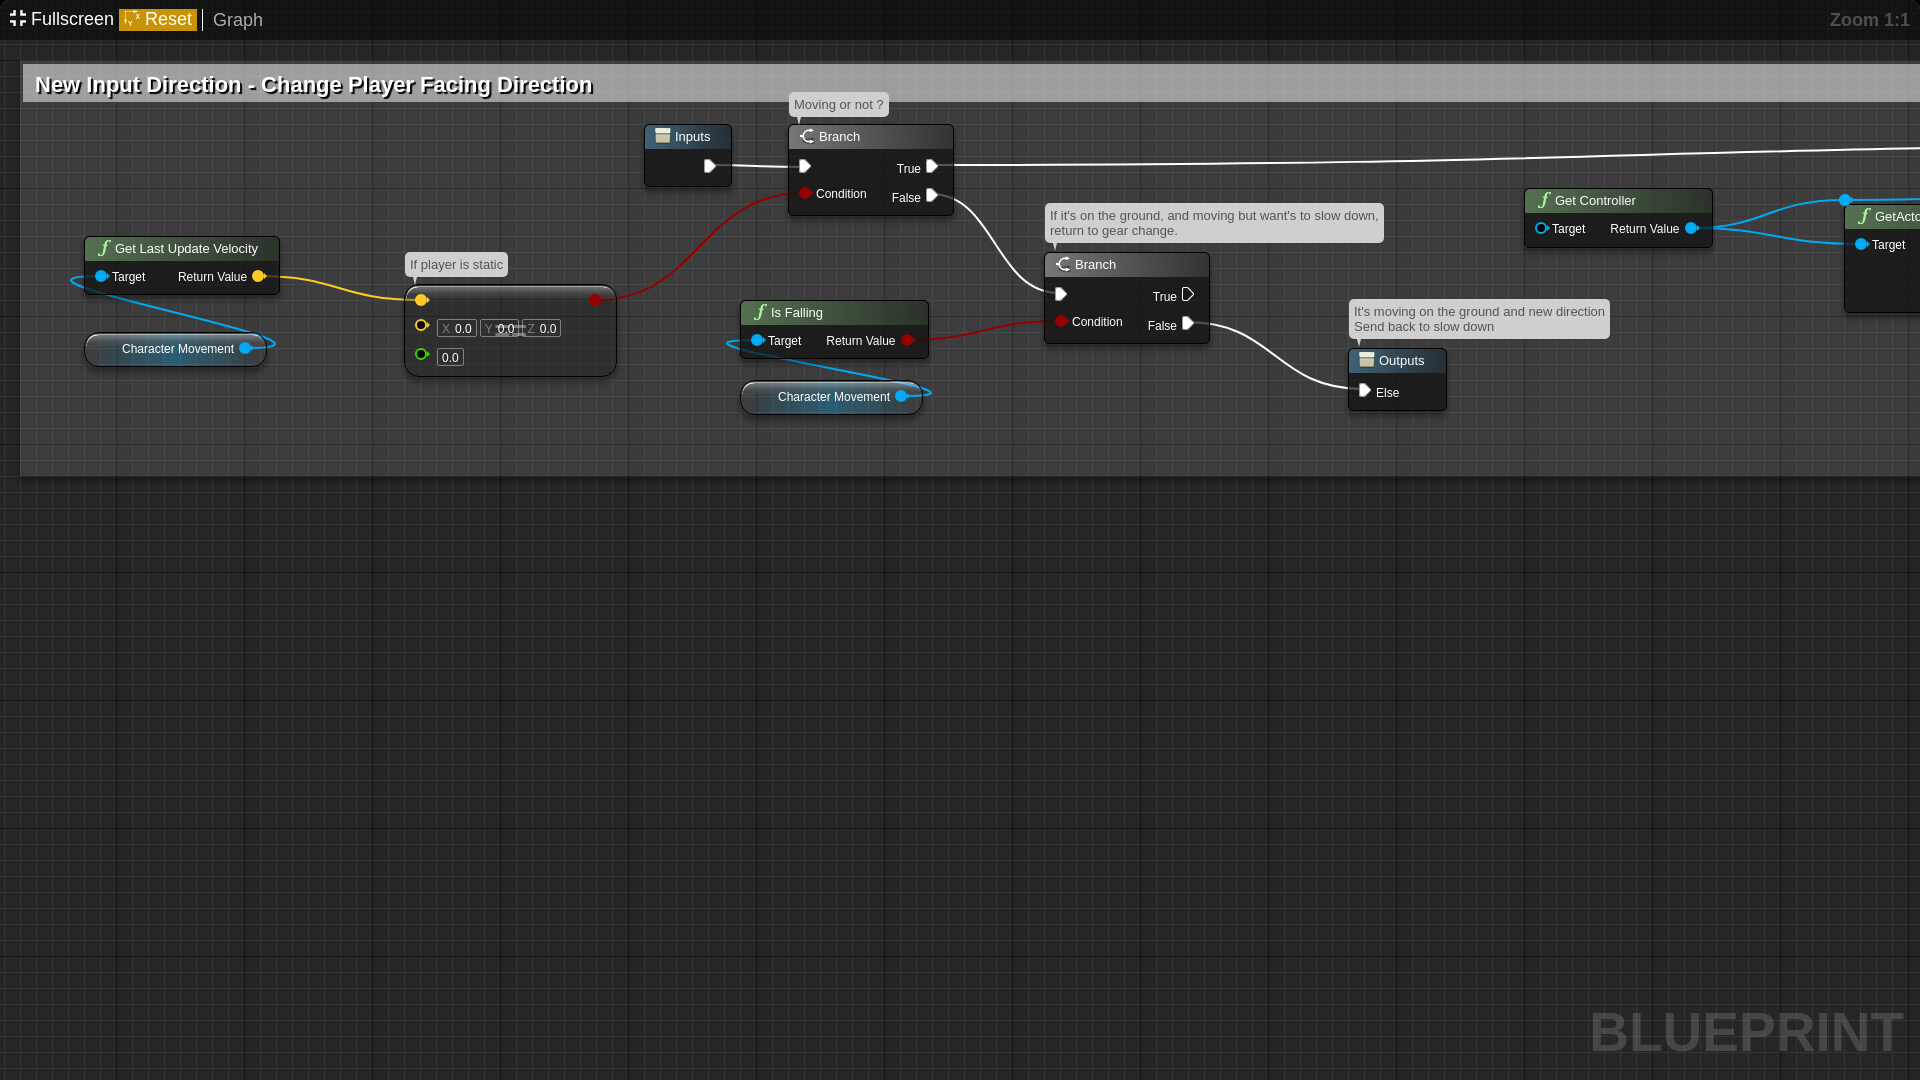 Fullscreen Reset Graph Zoom 1:1
New Input Direction - Change Player Facing Direction
Moving or not ?
Inputs
Branch
True
Condition
False
If it's on the ground, and moving but want's to slow down,
return to gear change.
Get Controller
Target Return Value
GetActo
Target
Get Last Update Velocity
Target Return Value
If player is static
Branch
True
Condition
False
X 0.0 Y 0.0 Z 0.0
0.0
Character Movement
Is Falling
Target Return Value
Character Movement
It's moving on the ground and new direction
Send back to slow down
Outputs
Else
BLUEPRINT